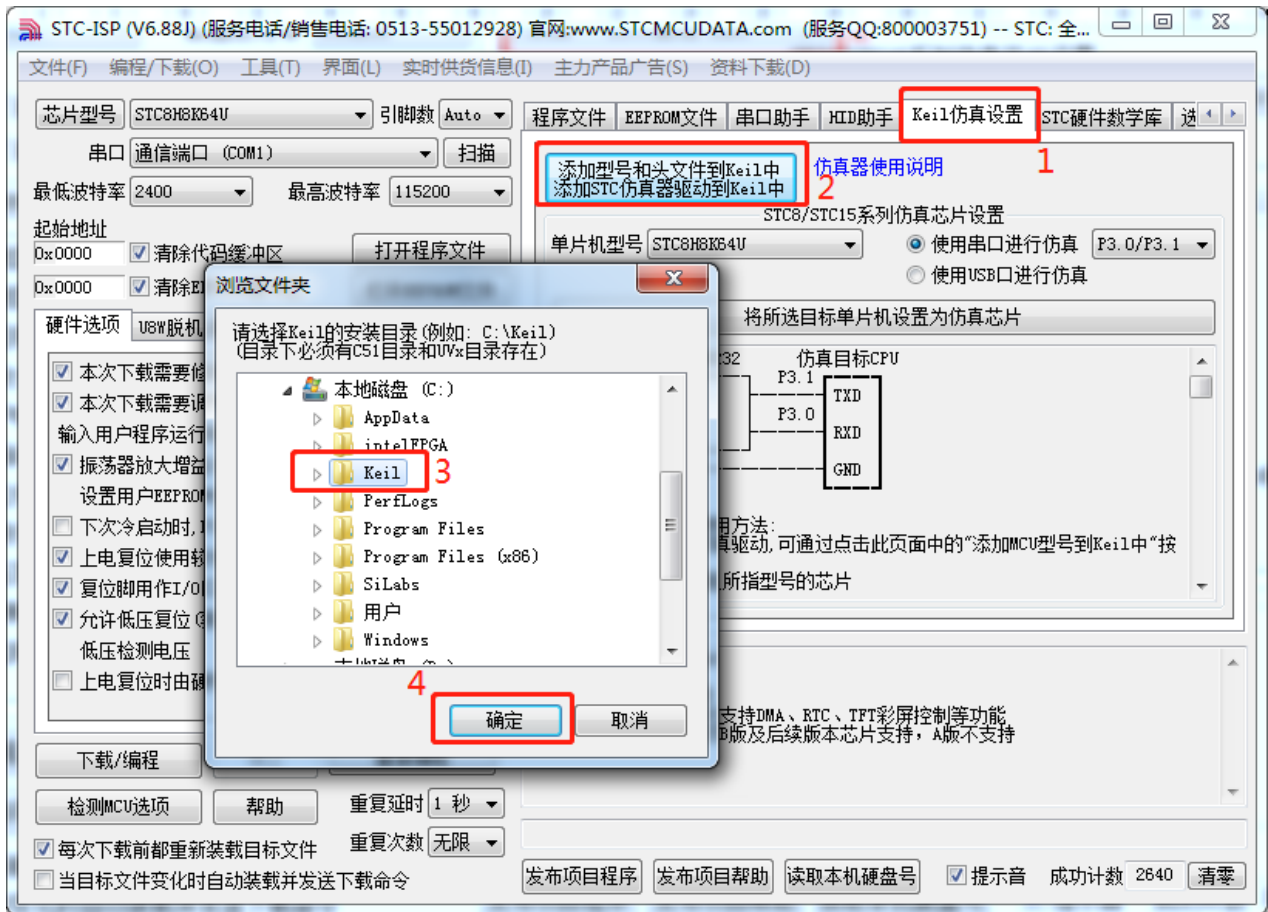 STC-ISP (V6.88J) (服务电话/销售电话: 0513-55012928) 官网:www.STCMCUDATA.com (服务QQ:800003751) -- STC: 全...
文件(F) 编程/下载(O) 工具(T) 界面(L) 实时供货信息(I) 主力产品广告(S) 资料下载(D)
芯片型号 STC8H8K64U 引脚数 Auto
串口 通信端口 (COM1) 扫描
最低波特率 2400 最高波特率 115200
起始地址
0x0000 清除代码缓冲区 打开程序文件
0x0000 清除E
硬件选项 U8W脱机
本次下载需要修
本次下载需要调
输入用户程序运行
振荡器放大增益
设置用户EEPROM
下次冷启动时,
上电复位使用较
复位脚用作I/O
允许低压复位(
低压检测电压
上电复位时由硬
下载/编程
检测MCU选项 帮助 重复延时 1 秒
重复次数 无限
每次下载前都重新装载目标文件
当目标文件变化时自动装载并发送下载命令
程序文件 EEPROM文件 串口助手 HID助手 Keil仿真设置 STC硬件数学库 选
1
添加型号和头文件到Keil中
添加STC仿真器驱动到Keil中
2
仿真器使用说明
STC8/STC15系列仿真芯片设置
单片机型号 STC8H8K64U 使用串口进行仿真 P3.0/P3.1
使用USB口进行仿真
将所选目标单片机设置为仿真芯片
232 仿真目标CPU
P3.1 TXD
P3.0 RXD
GND
用方法:
真驱动,可通过点击此页面中的"添加MCU型号到Keil中"按
所指型号的芯片
支持DMA、RTC、TFT彩屏控制等功能
B版及后续版本芯片支持，A版不支持
发布项目程序 发布项目帮助 读取本机硬盘号 提示音 成功计数 2640 清零
浏览文件夹
请选择Keil的安装目录(例如: C:\Keil)
(目录下必须有C51目录和UVx目录存在)
本地磁盘 (C:)
AppData
intelFPGA
Keil
3
PerfLogs
Program Files
Program Files (x86)
SiLabs
用户
Windows
4
确定 取消